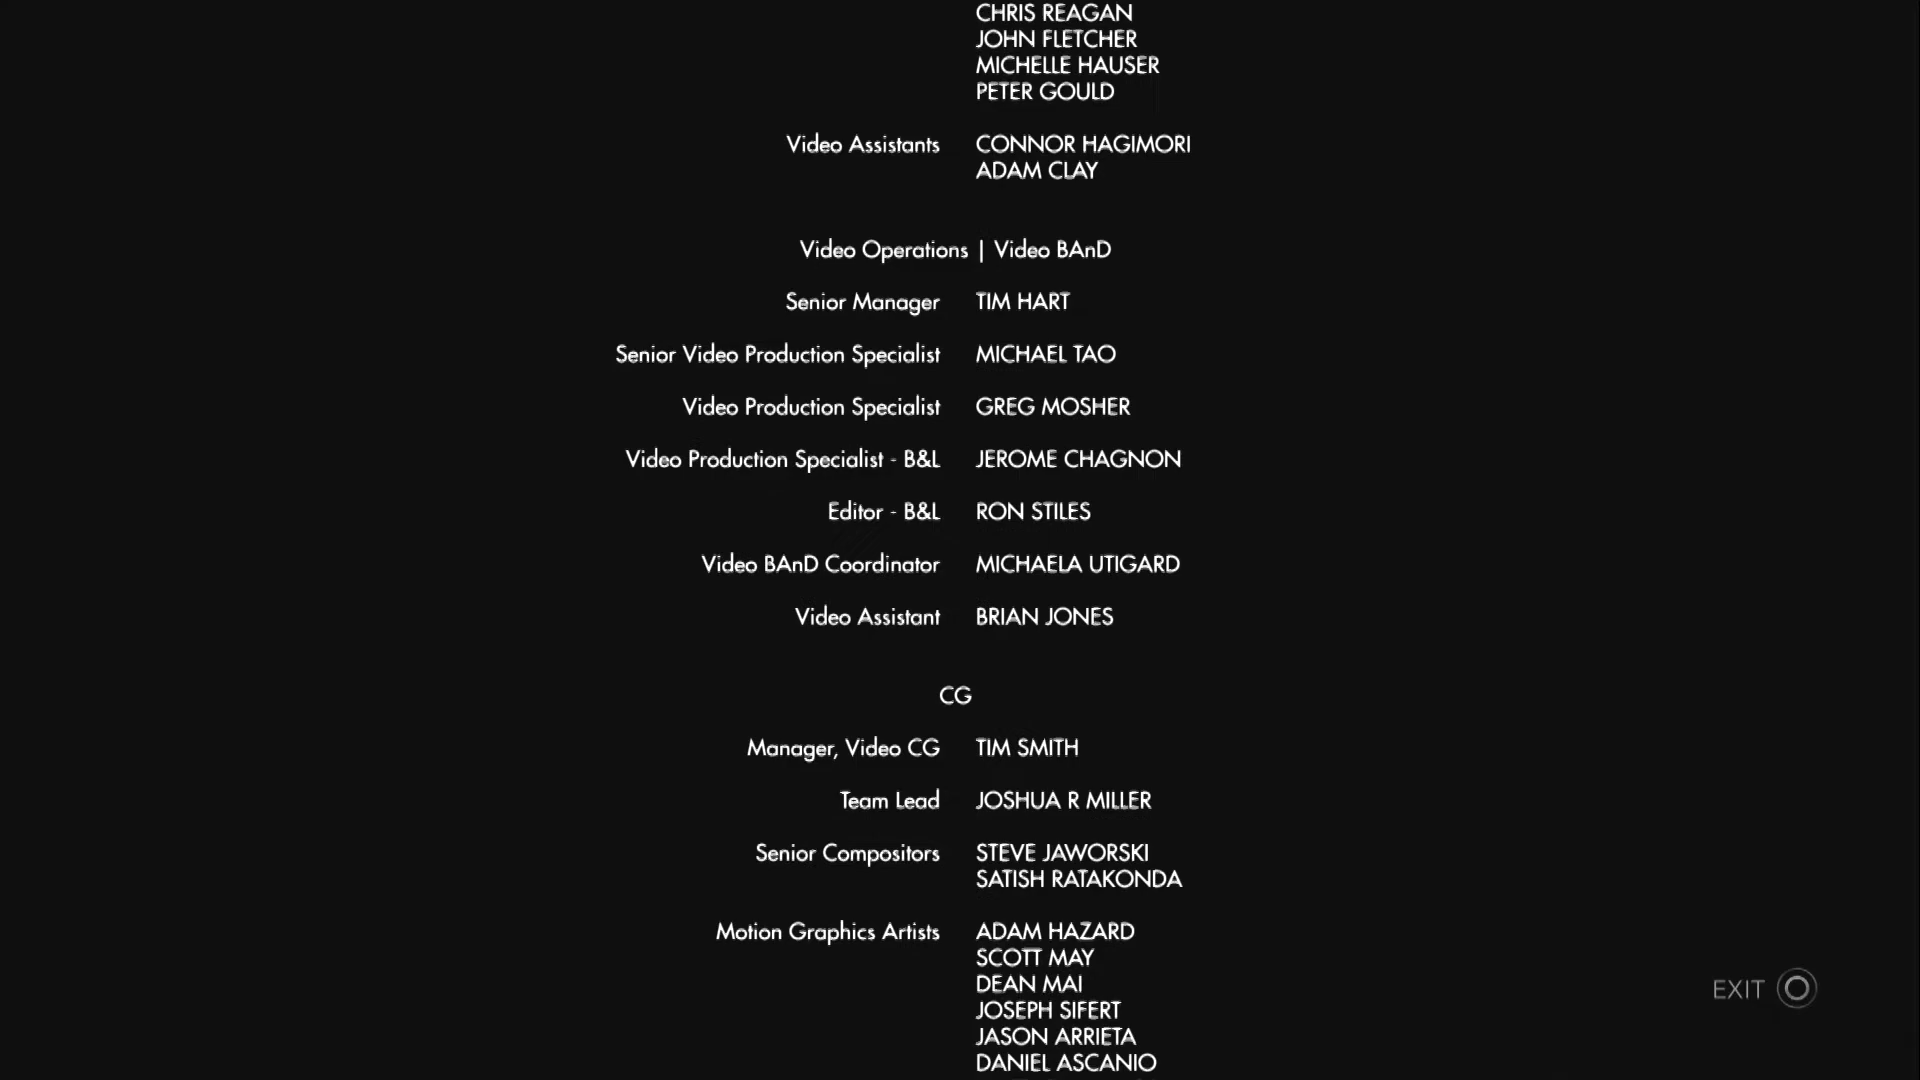 CHRIS REAGAN
JOHN FLETCHER
MICHELLE HAUSER
PETER GOULD
Video Assistants CONNOR HAGIMORI
ADAM CLAY
Video Operations | Video BAnD
Senior Manager TIM HART
Senior Video Production Specialist MICHAEL TAO
Video Production Specialist GREG MOSHER
Video Production Specialist - B&L JEROME CHAGNON
Editor - B&L RON STILES
Video BAnD Coordinator MICHAELA UTIGARD
Video Assistant BRIAN JONES
CG
Manager, Video CG TIM SMITH
Team Lead JOSHUA R MILLER
Senior Compositors STEVE JAWORSKI
SATISH RATAKONDA
Motion Graphics Artists ADAM HAZARD
SCOTT MAY
DEAN MAI
JOSEPH SIFERT
JASON ARRIETA
DANIEL ASCANIO
EXIT